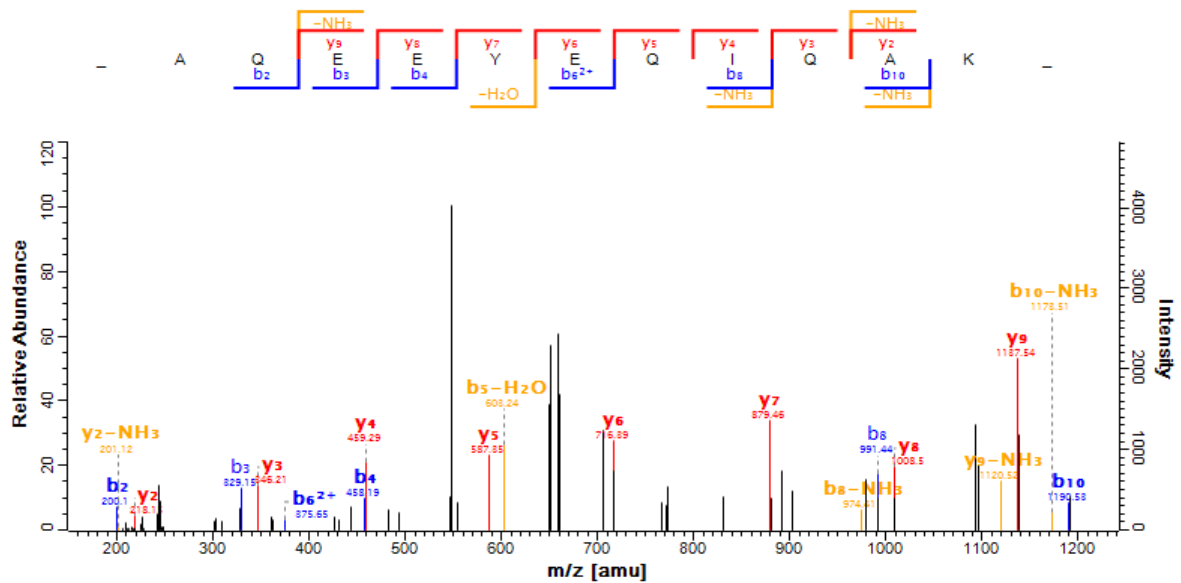 –NH₃ –NH₃
y₉ y₈ y₇ y₆ y₅ y₄ y₃ y₂
_ A Q E E Y E Q I Q A K _
b₂ b₃ b₄ b₆²⁺ b₈ b₁₀
–H₂O –NH₃ –NH₃
120
100
80
60
40
20
0
Relative Abundance
4000
3000
2000
1000
0
Intensity
b₁₀–NH₃
1173.51
y₉
1137.54
b₅–H₂O
603.24
y₇
879.46
y₄
459.29
y₆
716.39
y₂–NH₃
201.12
y₅
587.35
b₈
991.44
y₈
1008.5
b₃
329.15
y₃
346.21
y₉–NH₃
1120.52
b₂
200.1
y₂
218.1
b₆²⁺
375.65
b₄
458.19
b₈–NH₃
974.41
b₁₀
1190.53
200 300 400 500 600 700 800 900 1000 1100 1200
m/z [amu]